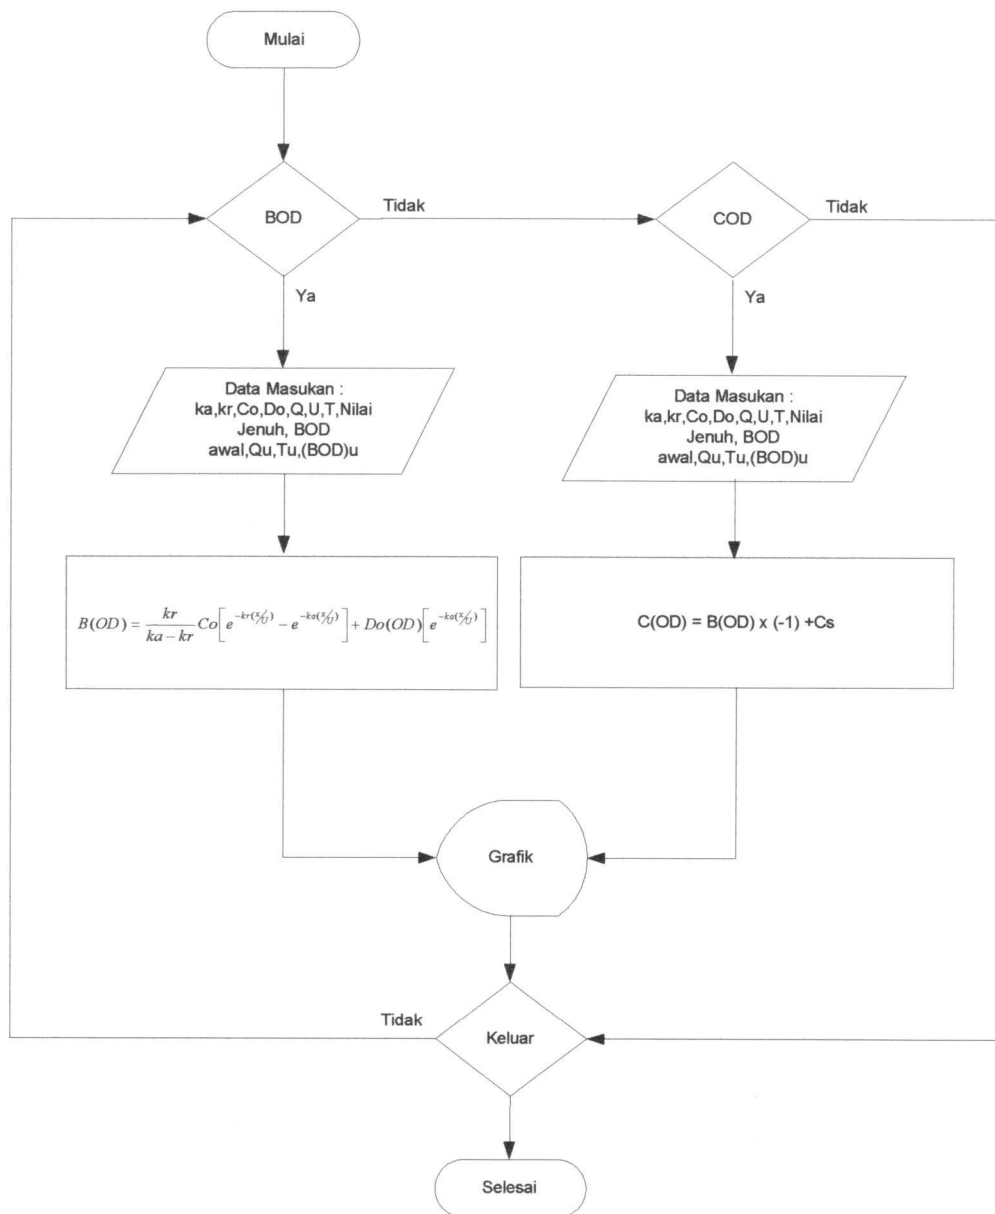 Mulai
BOD
Tidak
COD
Tidak
Ya
Ya
Data Masukan :
ka,kr,Co,Do,Q,U,T,Nilai
Jenuh, BOD
awal,Qu,Tu,(BOD)u
Data Masukan :
ka,kr,Co,Do,Q,U,T,Nilai
Jenuh, BOD
awal,Qu,Tu,(BOD)u
B(OD) = kr/(ka − kr) Co[e^{-kr(x/U)} − e^{-ka(x/U)}] + Do(OD)[e^{-ka(x/U)}]
C(OD) = B(OD) x (-1) +Cs
Grafik
Tidak
Keluar
Selesai